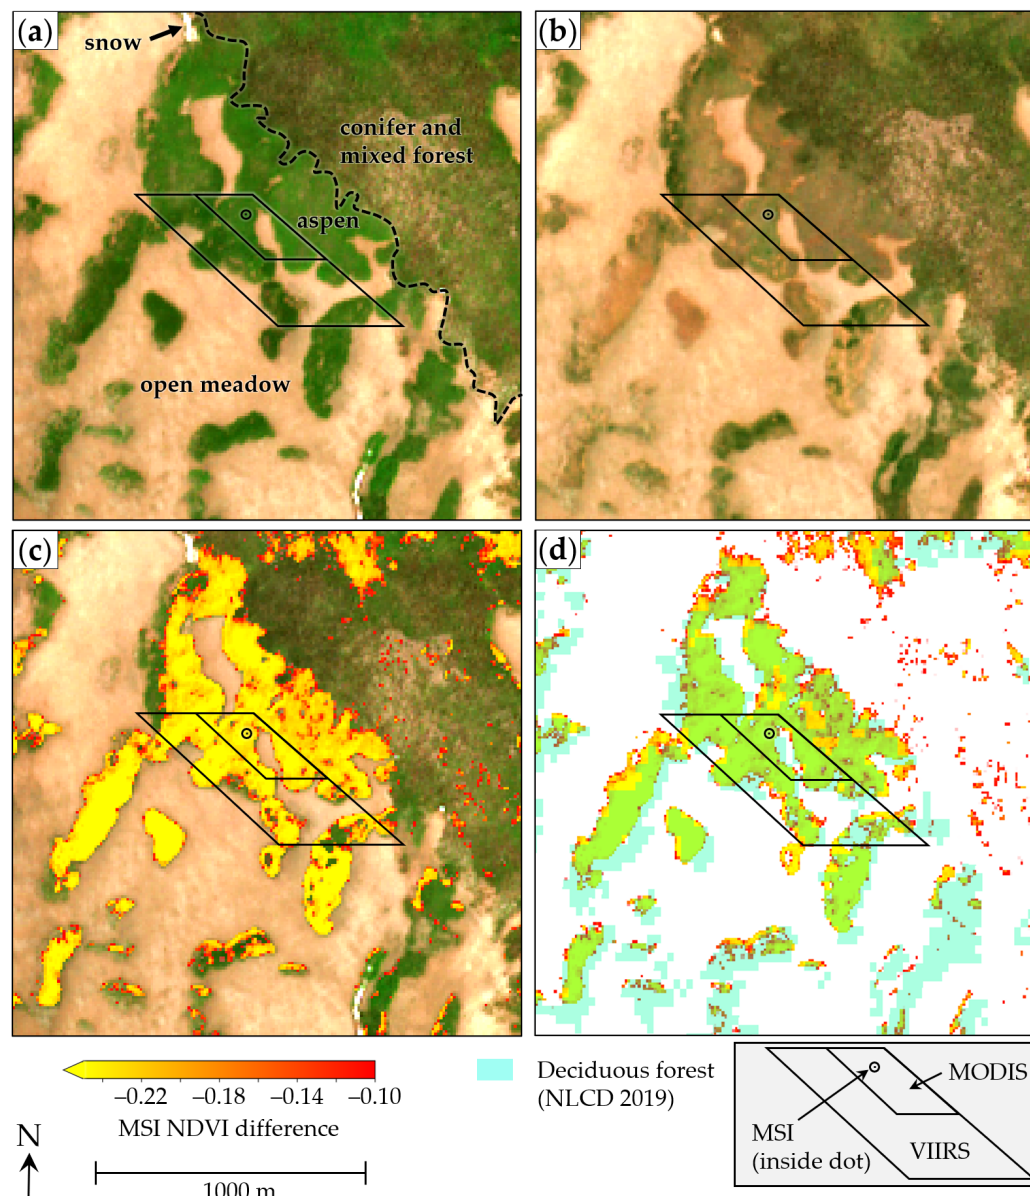 (a)
snow
conifer and
mixed forest
aspen
open meadow
(b)
(c)
(d)
–0.22
–0.18
–0.14
–0.10
MSI NDVI difference
Deciduous forest
(NLCD 2019)
MODIS
MSI
(inside dot)
VIIRS
N
1000 m